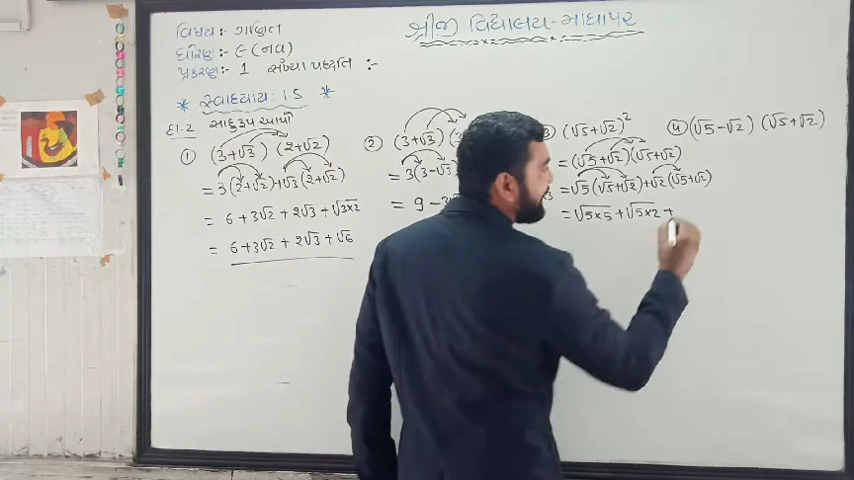 શ્રીજી વિદ્યાલય-માધાપર
વિષય:- ગણિત
ધોરણ:- ૯ (નવ)
પ્રકરણ:- 1 સંખ્યા પદ્ધતિ :-
* સ્વાધ્યાય: 1.5 *
દા.2 સાદુરૂપ આપો
① (3+√3) (2+√2)
= 3(2+√2)+√3(2+√2)
= 6+3√2+2√3+√3×2
= 6+3√2+2√3+√6
② (3+√3)
= 3(3-√3)
= 9-
(√5+√2)²
= (√5+√2)(√5+√2)
= √5(√5+√2)+√2(√5+√2)
= √5×5+√5×2+
④ (√5-√2) (√5+√2)